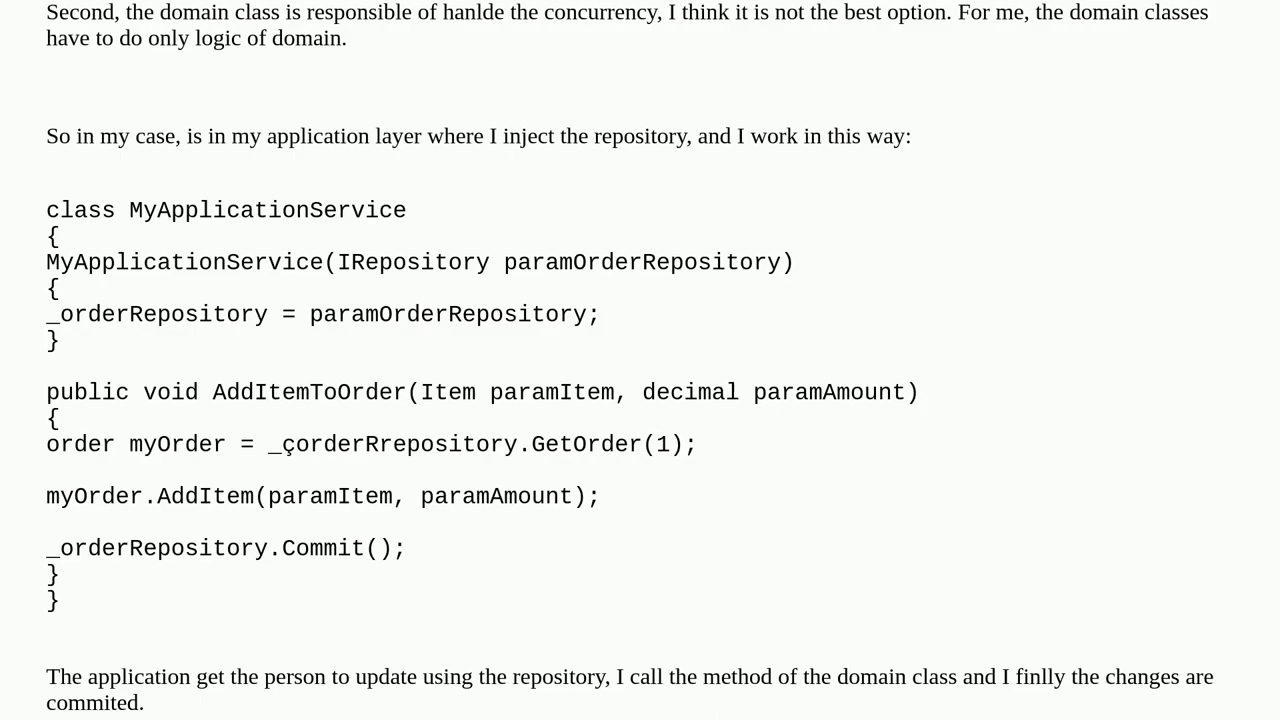 Second, the domain class is responsible of hanlde the concurrency, I think it is not the best option. For me, the domain classes
have to do only logic of domain.
So in my case, is in my application layer where I inject the repository, and I work in this way:
class MyApplicationService
{
MyApplicationService(IRepository paramOrderRepository)
{
_orderRepository = paramOrderRepository;
}
public void AddItemToOrder(Item paramItem, decimal paramAmount)
{
order myOrder = _çorderRrepository.GetOrder(1);
myOrder.AddItem(paramItem, paramAmount);
_orderRepository.Commit();
}
}
The application get the person to update using the repository, I call the method of the domain class and I finlly the changes are
commited.